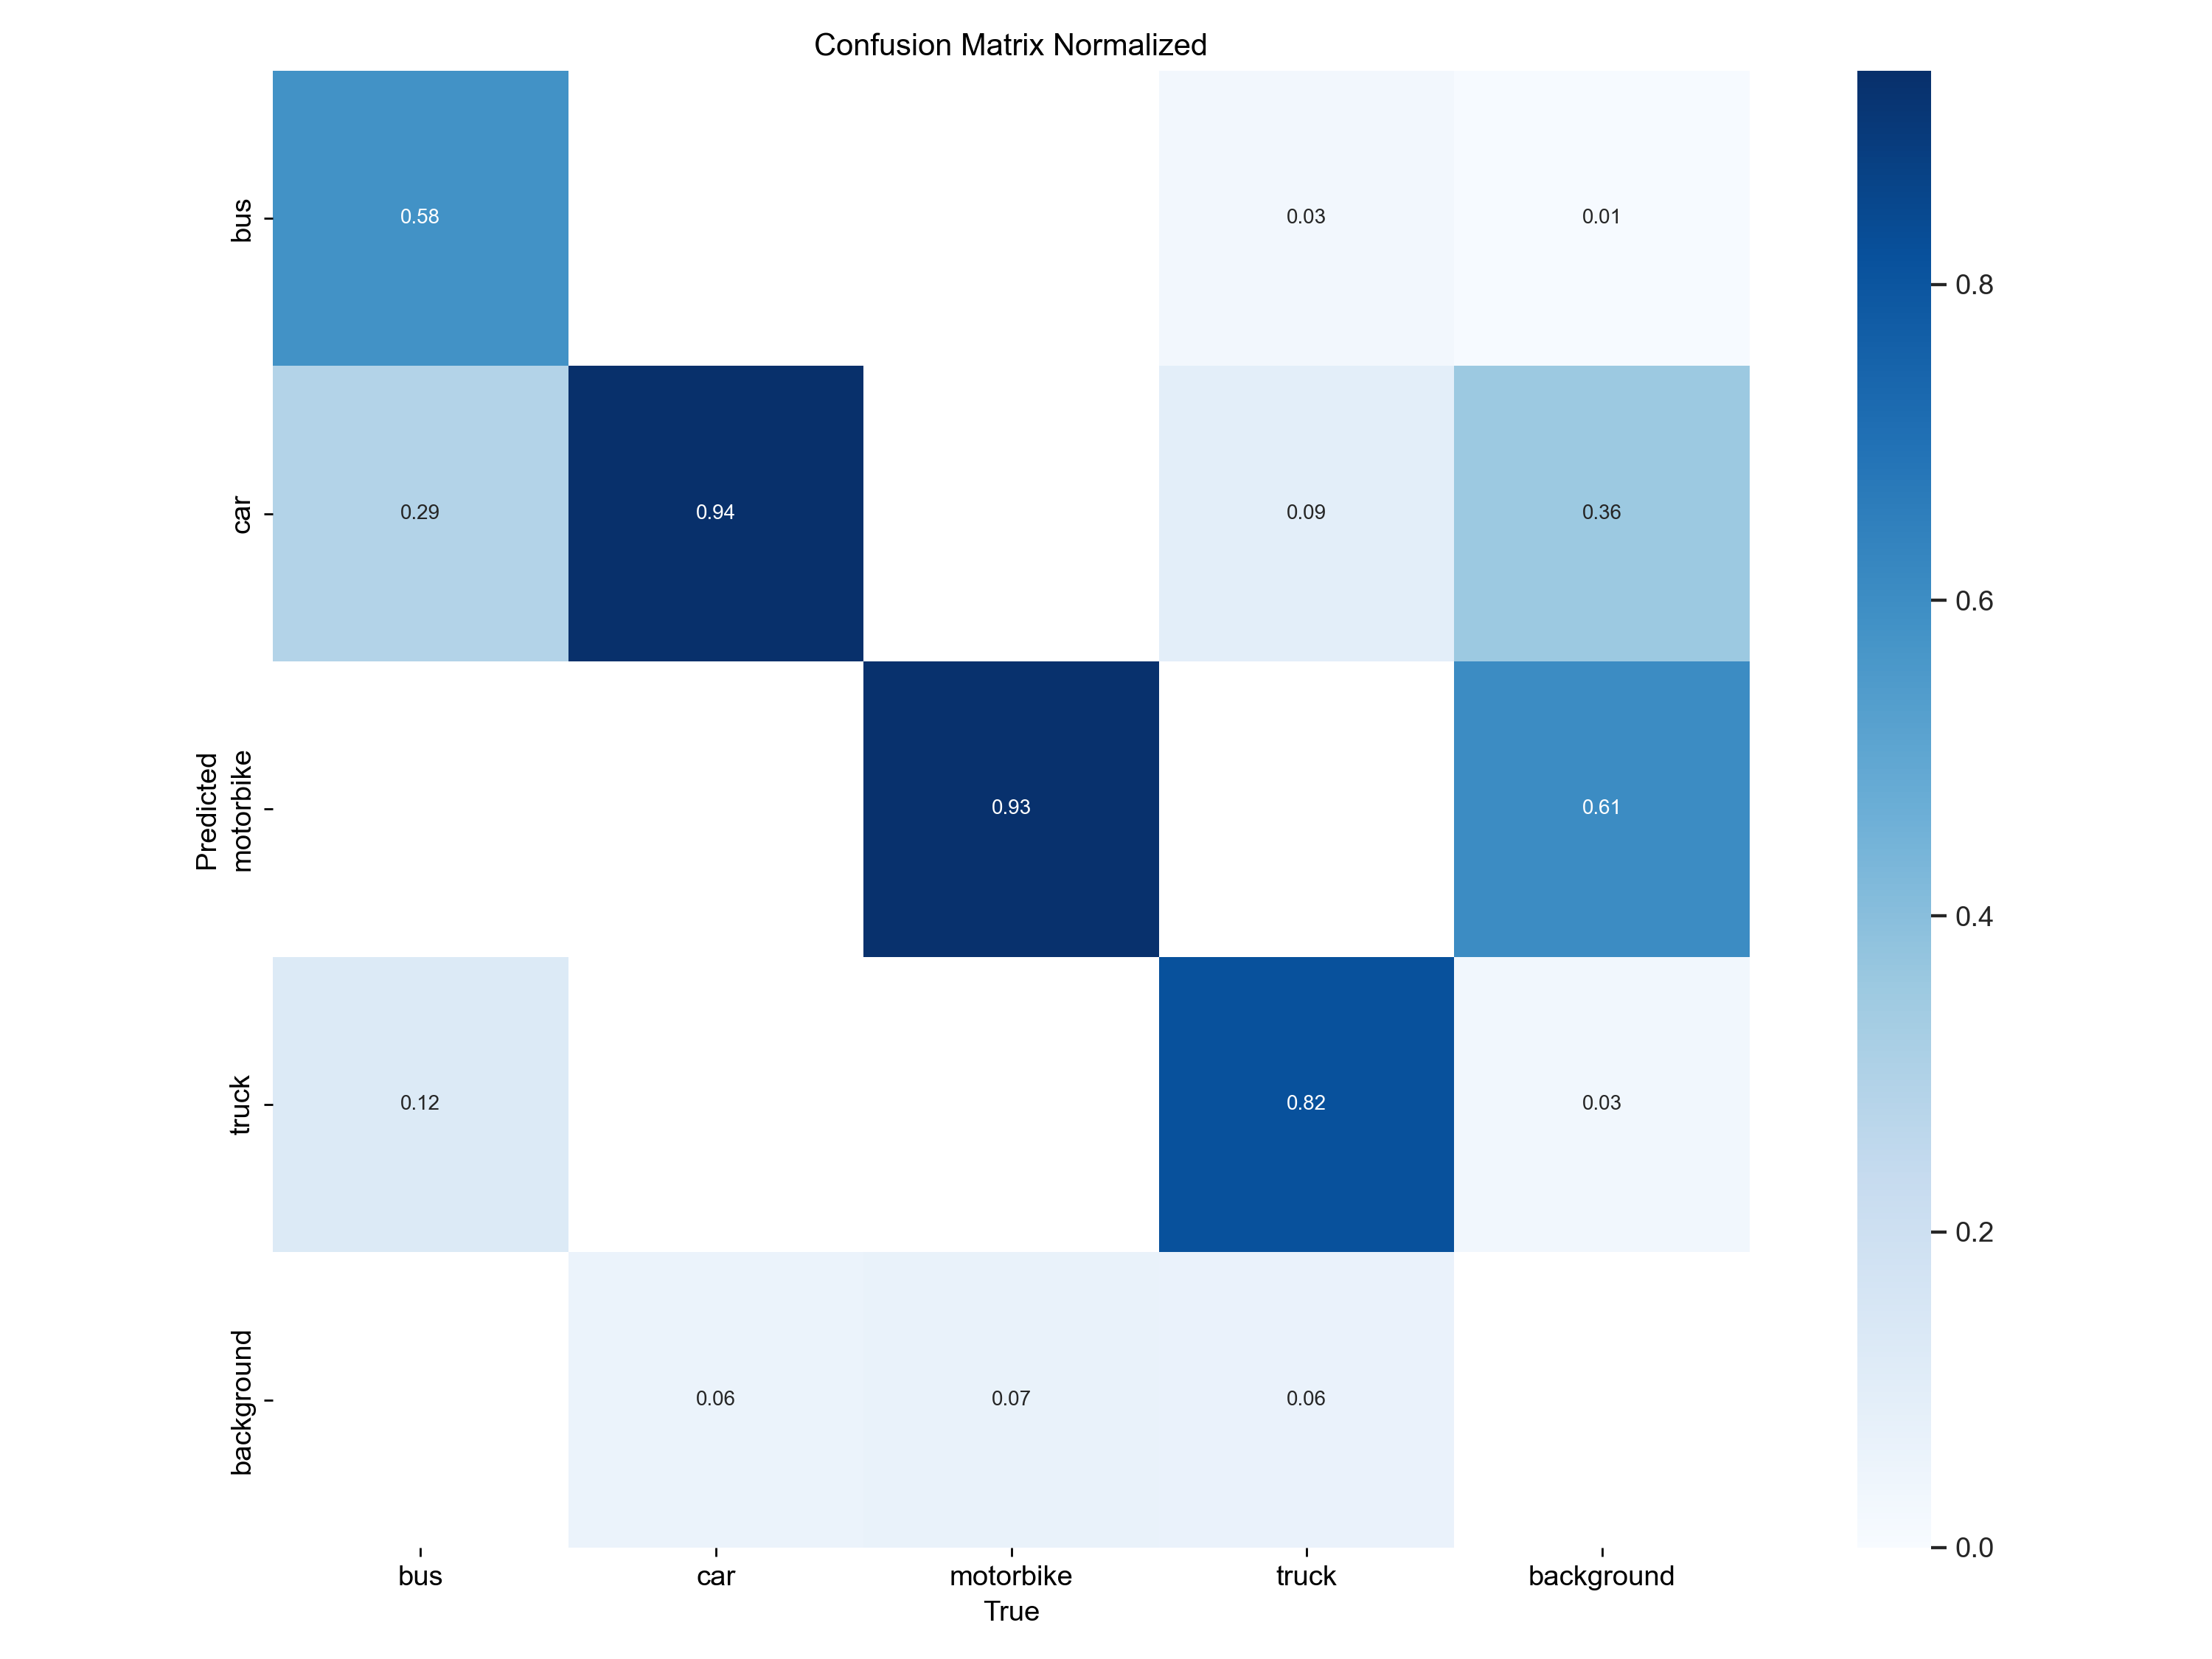 Confusion Matrix Normalized
bus
0.58
0.03
0.01
0.8
car
0.29
0.94
0.09
0.36
0.6
Predicted
motorbike
0.93
0.61
0.4
truck
0.12
0.82
0.03
0.2
background
0.06
0.07
0.06
0.0
bus
car
motorbike
truck
background
True